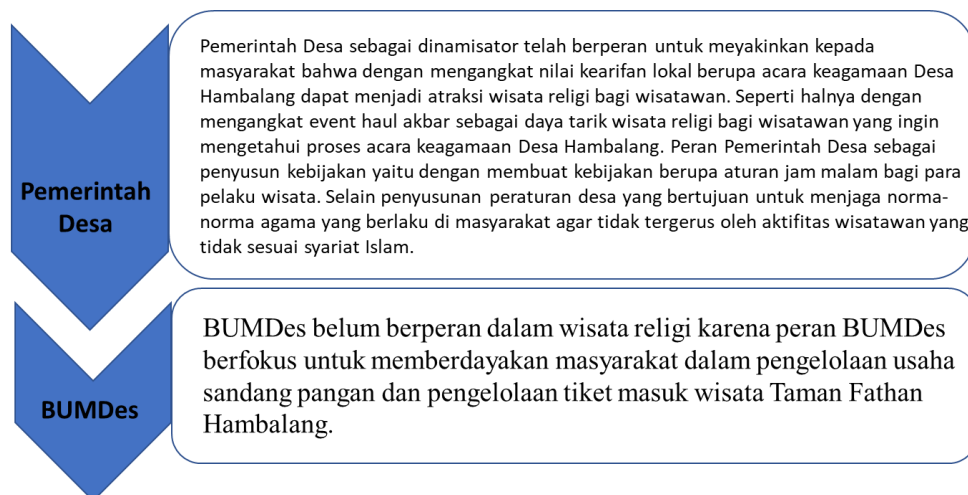 Pemerintah
Desa
Pemerintah Desa sebagai dinamisator telah berperan untuk meyakinkan kepada
masyarakat bahwa dengan mengangkat nilai kearifan lokal berupa acara keagamaan Desa
Hambalang dapat menjadi atraksi wisata religi bagi wisatawan. Seperti halnya dengan
mengangkat event haul akbar sebagai daya tarik wisata religi bagi wisatawan yang ingin
mengetahui proses acara keagamaan Desa Hambalang. Peran Pemerintah Desa sebagai
penyusun kebijakan yaitu dengan membuat kebijakan berupa aturan jam malam bagi para
pelaku wisata. Selain penyusunan peraturan desa yang bertujuan untuk menjaga norma-
norma agama yang berlaku di masyarakat agar tidak tergerus oleh aktifitas wisatawan yang
tidak sesuai syariat Islam.
BUMDes
BUMDes belum berperan dalam wisata religi karena peran BUMDes
berfokus untuk memberdayakan masyarakat dalam pengelolaan usaha
sandang pangan dan pengelolaan tiket masuk wisata Taman Fathan
Hambalang.